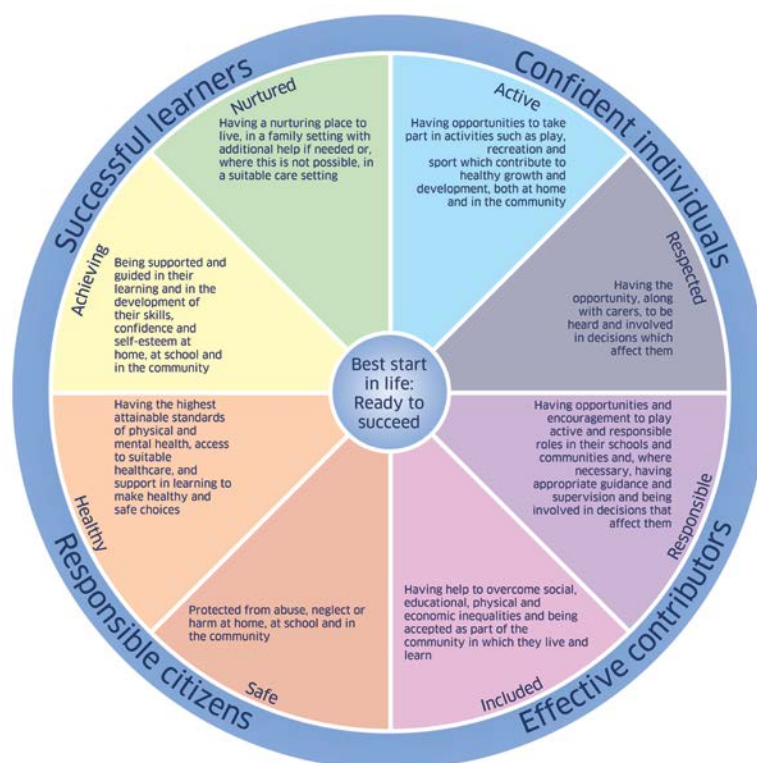 Successful learners
Confident individuals
Nurtured
Having a nurturing place to
live, in a family setting with
additional help if needed or,
where this is not possible, in
a suitable care setting
Active
Having opportunities to take
part in activities such as play,
recreation and
sport which contribute to
healthy growth and
development, both at home
and in the community
Achieving
Being supported and
guided in their
learning and in the
development of
their skills,
confidence and
self-esteem at
home, at school and
in the community
Respected
Having the
opportunity, along
with carers, to be
heard and involved
in decisions which
affect them
Best start
in life:
Ready to
succeed
Healthy
Having the highest
attainable standards
of physical and
mental health, access
to suitable
healthcare, and
support in learning to
make healthy and
safe choices
Responsible
Having opportunities and
encouragement to play
active and responsible
roles in their schools and
communities and, where
necessary, having
appropriate guidance and
supervision and being
involved in decisions that
affect them
Protected from abuse, neglect or
harm at home, at school and in
the community
Safe
Having help to overcome social,
educational, physical and
economic inequalities and being
accepted as part of the
community in which they live and
learn
Included
Responsible citizens
Effective contributors